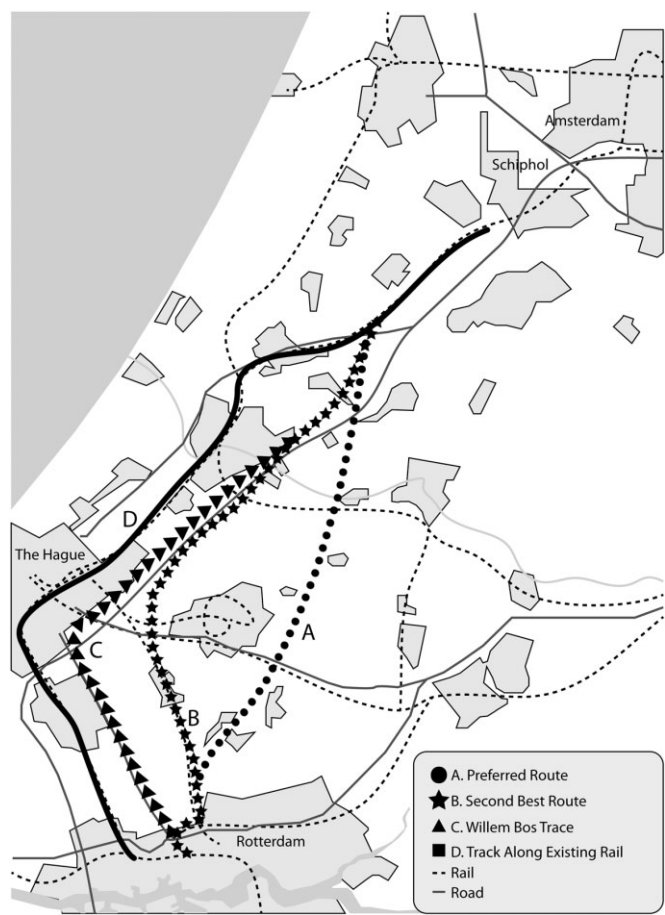 Amsterdam
Schiphol
D
The Hague
A
C
B
Rotterdam
A. Preferred Route
B. Second Best Route
C. Willem Bos Trace
D. Track Along Existing Rail
Rail
Road